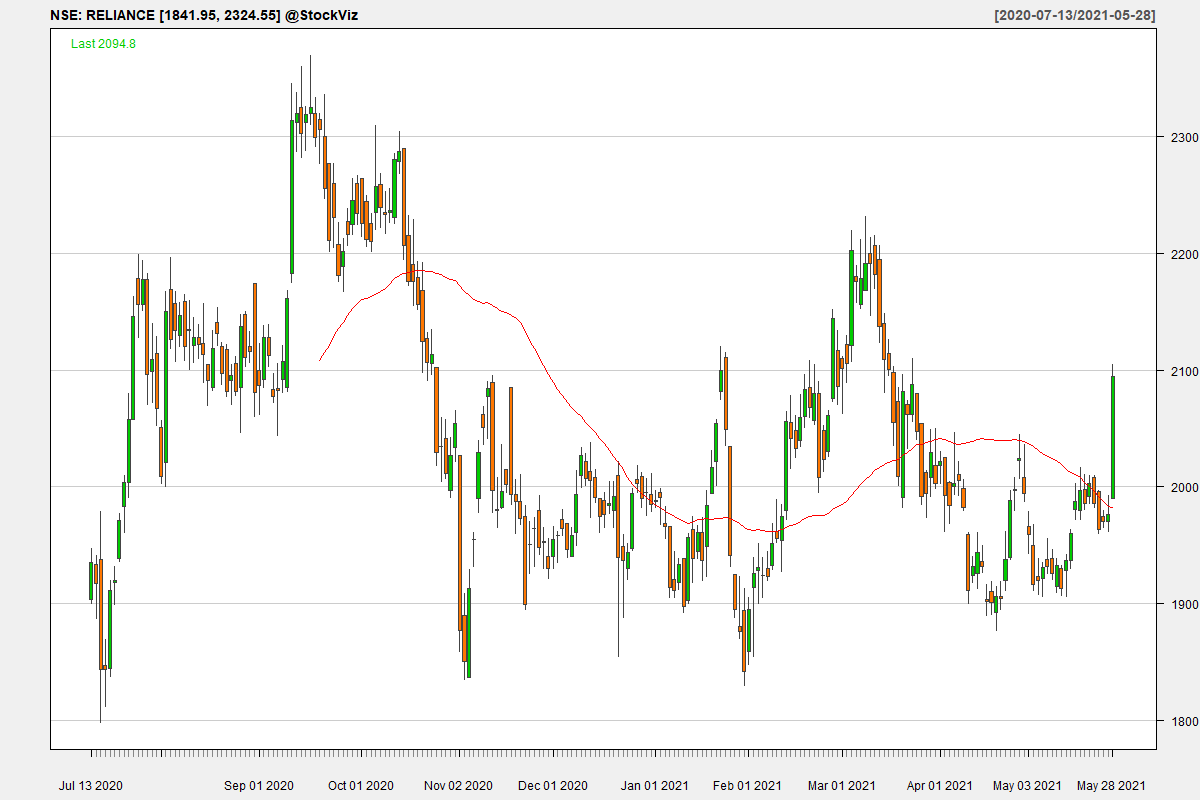 NSE: RELIANCE [1841.95, 2324.55] @StockViz [2020-07-13/2021-05-28]
Last 2094.8
2300
2200
2100
2000
1900
1800
Jul 13 2020 Sep 01 2020 Oct 01 2020 Nov 02 2020 Dec 01 2020 Jan 01 2021 Feb 01 2021 Mar 01 2021 Apr 01 2021 May 03 2021 May 28 2021